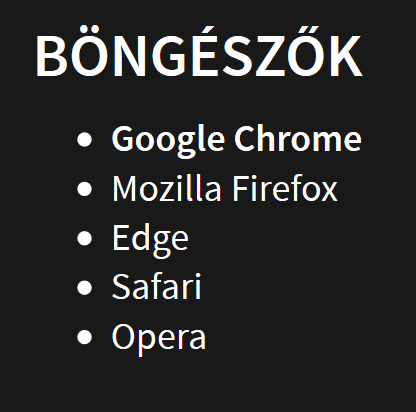 BÖNGÉSZŐK
Google Chrome
Mozilla Firefox
Edge
Safari
Opera